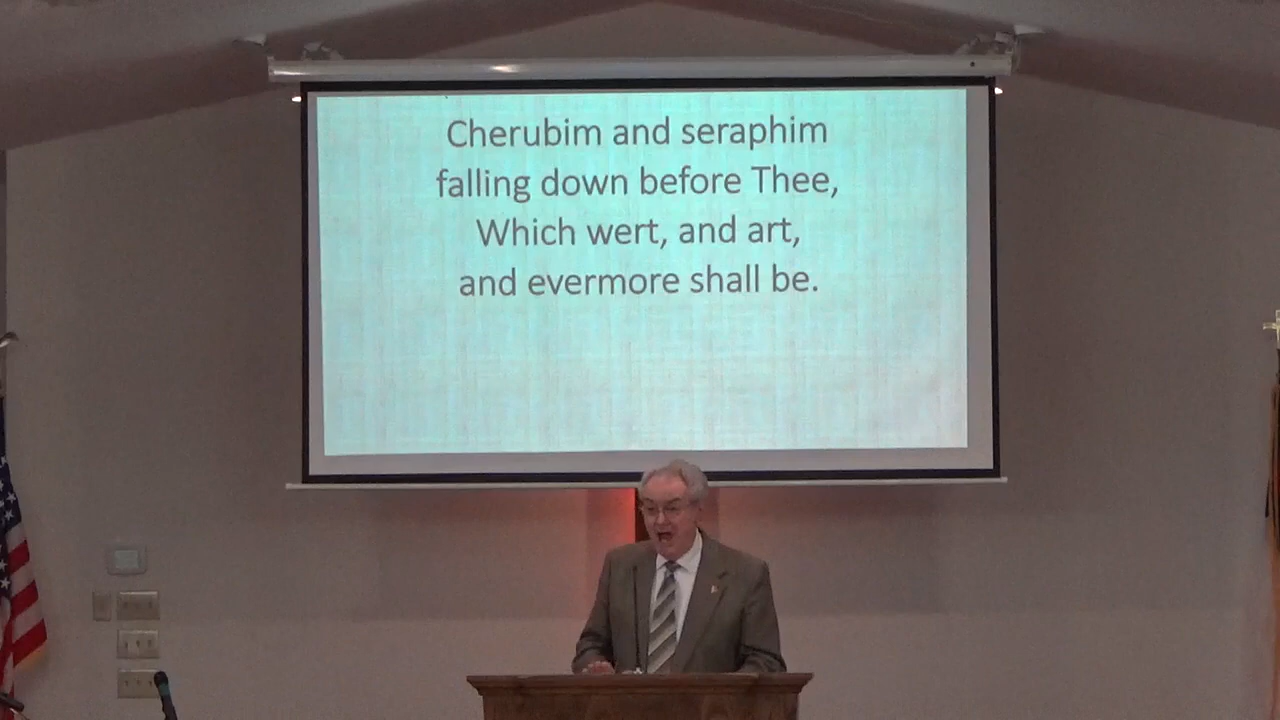 Cherubim and seraphim
falling down before Thee,
Which wert, and art,
and evermore shall be.